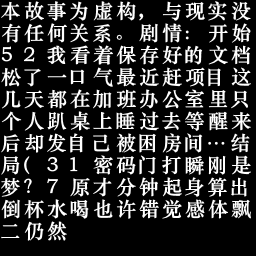 本故事为虚构，与现实没
有任何关系。剧情：开始
５２我看着保存好的文档
松了一口气最近赶项目这
几天都在加班办公室里只
个人趴桌上睡过去等醒来
后却发自己被困房间…结
局(３１密码门打瞬刚是
梦？７原才分钟起身算出
倒杯水喝也许错觉感体飘
二仍然